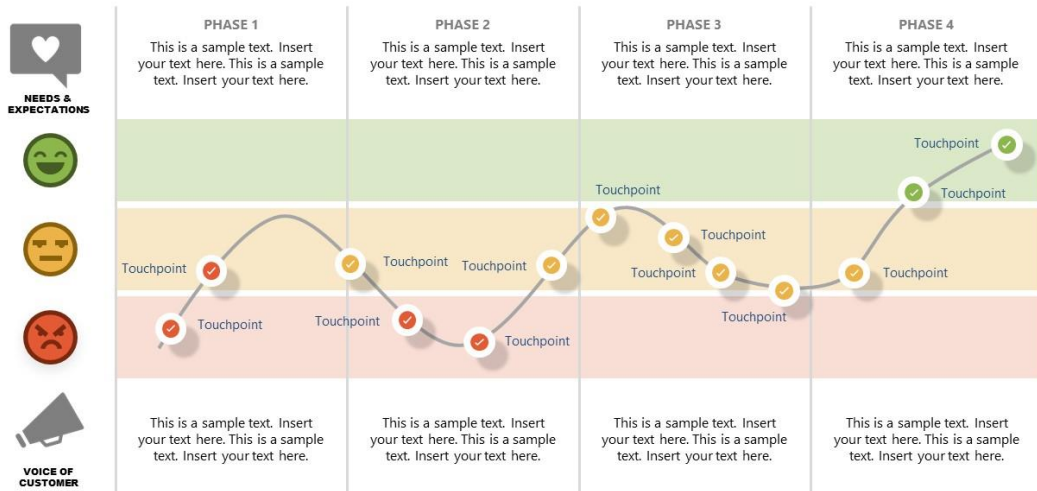 PHASE 1
This is a sample text. Insert
your text here. This is a sample
text. Insert your text here.
PHASE 2
This is a sample text. Insert
your text here. This is a sample
text. Insert your text here.
PHASE 3
This is a sample text. Insert
your text here. This is a sample
text. Insert your text here.
PHASE 4
This is a sample text. Insert
your text here. This is a sample
text. Insert your text here.
NEEDS &
EXPECTATIONS
Touchpoint
Touchpoint
Touchpoint
Touchpoint
Touchpoint
Touchpoint
Touchpoint
Touchpoint
Touchpoint
Touchpoint
Touchpoint
Touchpoint
Touchpoint
Touchpoint
This is a sample text. Insert
your text here. This is a sample
text. Insert your text here.
This is a sample text. Insert
your text here. This is a sample
text. Insert your text here.
This is a sample text. Insert
your text here. This is a sample
text. Insert your text here.
This is a sample text. Insert
your text here. This is a sample
text. Insert your text here.
VOICE OF
CUSTOMER